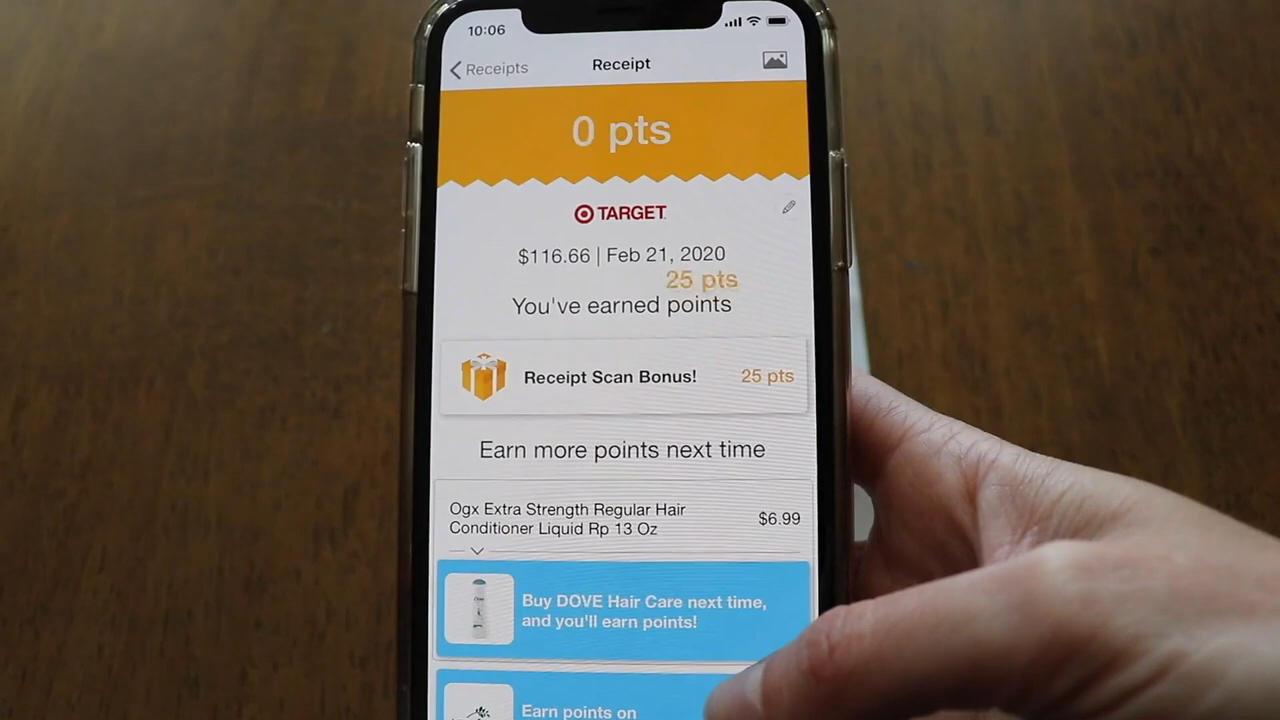 10:06
Receipts
Receipt
0 pts
TARGET
$116.66 | Feb 21, 2020
25 pts
You've earned points
Receipt Scan Bonus!
25 pts
Earn more points next time
Ogx Extra Strength Regular Hair
Conditioner Liquid Rp 13 Oz
$6.99
Buy DOVE Hair Care next time,
and you'll earn points!
Earn points on